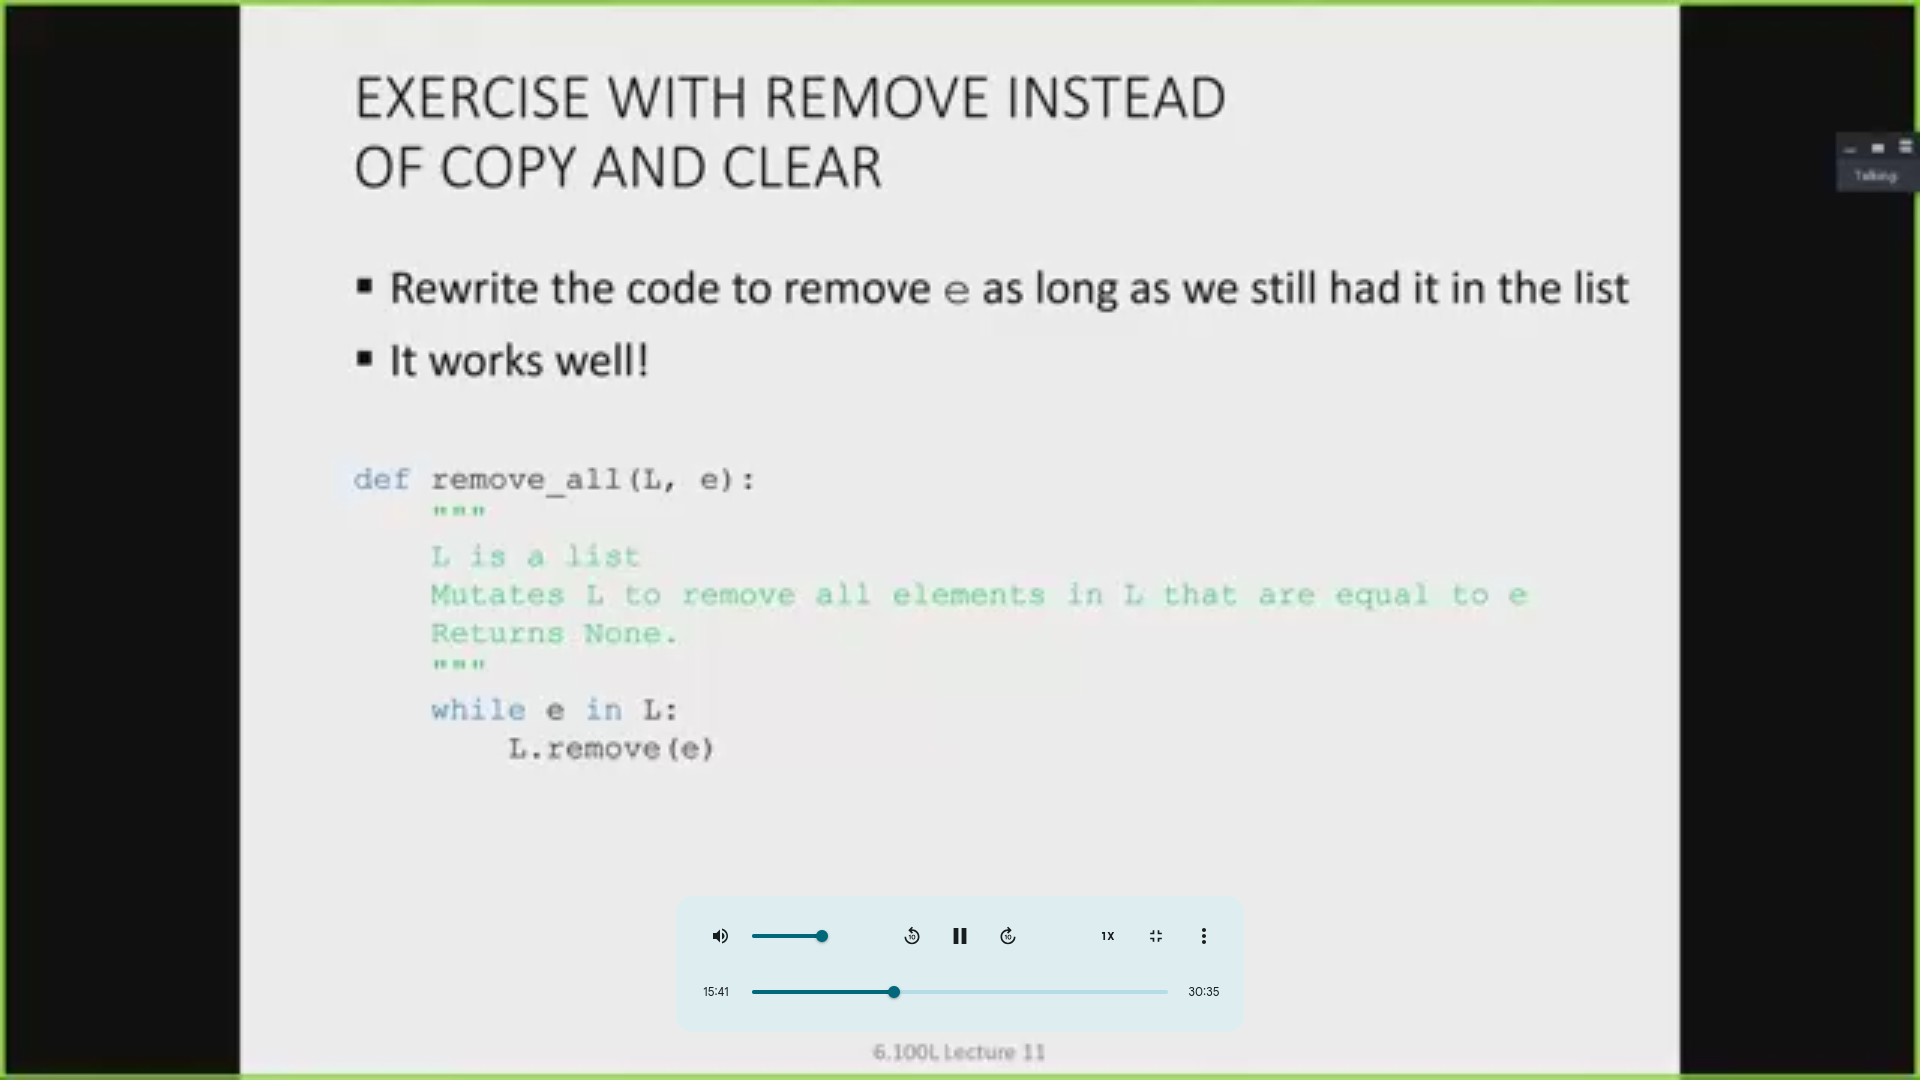 EXERCISE WITH REMOVE INSTEAD
OF COPY AND CLEAR
Talking:
▪ Rewrite the code to remove e as long as we still had it in the list
▪ It works well!
def remove_all(L, e):
    """
    L is a list
    Mutates L to remove all elements in L that are equal to e
    Returns None.
    """
    while e in L:
        L.remove(e)
10 10 1X
15:41 30:35
6.100L Lecture 11